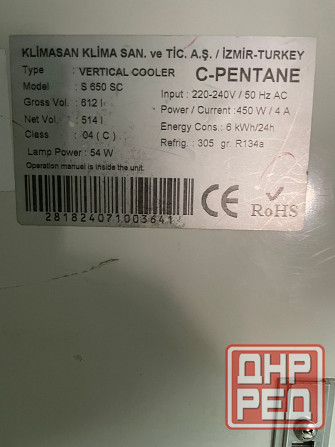 KLİMASAN KLİMA SAN. ve TİC. A.Ş. / İZMİR-TURKEY
Type : VERTICAL COOLER C-PENTANE
Model : S 650 SC
Input : 220-240V / 50 Hz AC
Gross Vol. : 612 l
Power / Current : 450 W / 4 A
Net Vol. : 514 l
Energy Cons. : 6 kWh/24h
Class : 04 ( C )
Refrig. : 305 gr. R134a
Lamp Power : 54 W
Operation manuel is inside the unit.
281824071003641
CE
RoHS
ДНР
РЕД